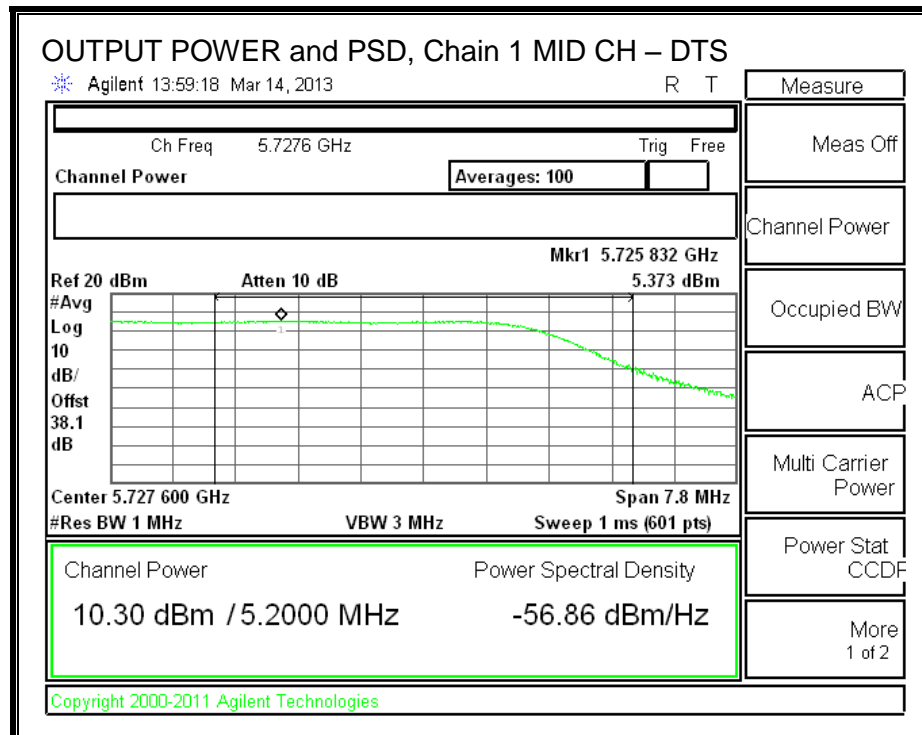 OUTPUT POWER and PSD, Chain 1 MID CH – DTS
Agilent 13:59:18 Mar 14, 2013 R T
Ch Freq 5.7276 GHz Trig Free
Channel Power Averages: 100
Mkr1 5.725 832 GHz
Ref 20 dBm Atten 10 dB 5.373 dBm
#Avg
Log
10
dB/
Offst
38.1
dB
1
Center 5.727 600 GHz Span 7.8 MHz
#Res BW 1 MHz VBW 3 MHz Sweep 1 ms (601 pts)
Channel Power Power Spectral Density
10.30 dBm / 5.2000 MHz -56.86 dBm/Hz
Copyright 2000-2011 Agilent Technologies
Measure
Meas Off
Channel Power
Occupied BW
ACP
Multi Carrier
Power
Power Stat
CCDF
More
1 of 2